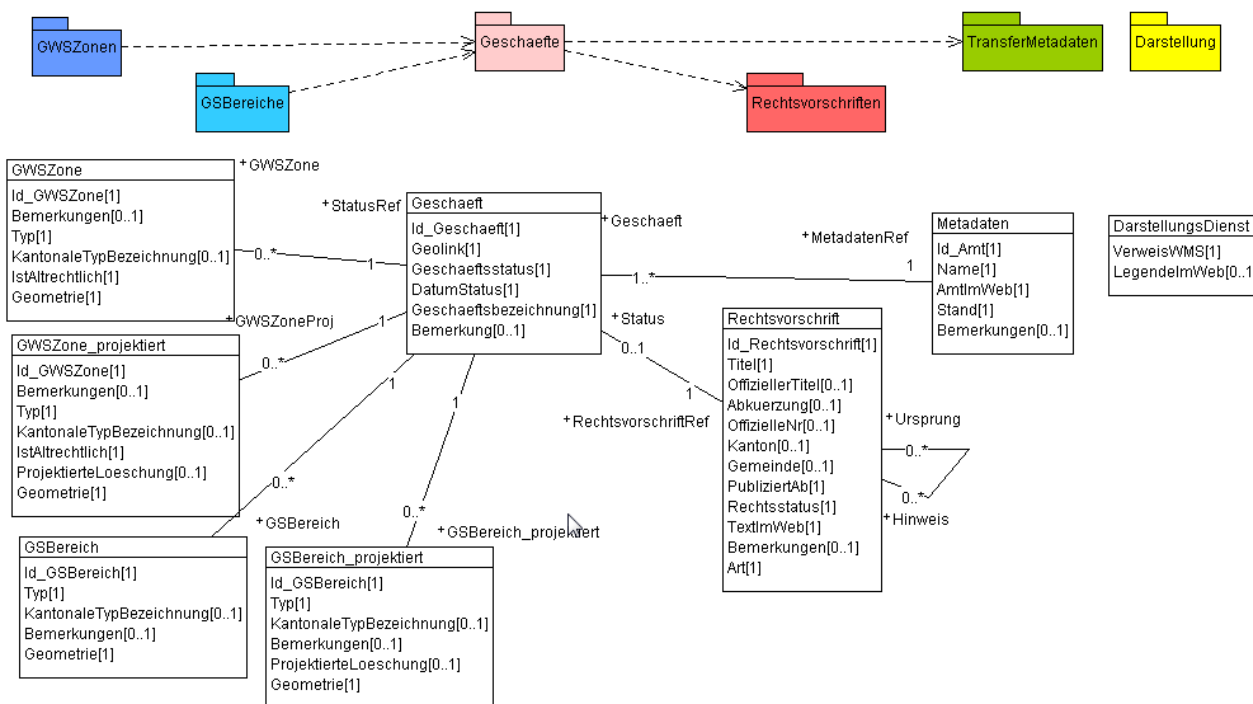 GWSZonen
Geschaefte
TransferMetadaten
Darstellung
GSBereiche
Rechtsvorschriften
GWSZone
Id_GWSZone[1]
Bemerkungen[0..1]
Typ[1]
KantonaleTypBezeichnung[0..1]
IstAltrechtlich[1]
Geometrie[1]
+GWSZone
0..*
+StatusRef
1
Geschaeft
Id_Geschaeft[1]
Geolink[1]
Geschaeftsstatus[1]
DatumStatus[1]
Geschaeftsbezeichnung[1]
Bemerkung[0..1]
+Geschaeft
1..*
+MetadatenRef
1
Metadaten
Id_Amt[1]
Name[1]
AmtImWeb[1]
Stand[1]
Bemerkungen[0..1]
DarstellungsDienst
VerweisWMS[1]
LegendeImWeb[0..1
+GWSZoneProj
0..*
1
GWSZone_projektiert
Id_GWSZone[1]
Bemerkungen[0..1]
Typ[1]
KantonaleTypBezeichnung[0..1]
IstAltrechtlich[1]
ProjektierteLoeschung[0..1]
Geometrie[1]
+Status
0..1
1
+RechtsvorschriftRef
Rechtsvorschrift
Id_Rechtsvorschrift[1]
Titel[1]
OffiziellerTitel[0..1]
Abkuerzung[0..1]
OffizielleNr[0..1]
Kanton[0..1]
Gemeinde[0..1]
PubliziertAb[1]
Rechtsstatus[1]
TextImWeb[1]
Bemerkungen[0..1]
Art[1]
+Ursprung
0..*
0..*
+Hinweis
1
0..*
+GSBereich
GSBereich
Id_GSBereich[1]
Typ[1]
KantonaleTypBezeichnung[0..1]
Bemerkungen[0..1]
Geometrie[1]
1
0..*
+GSBereich_projektiert
GSBereich_projektiert
Id_GSBereich[1]
Typ[1]
KantonaleTypBezeichnung[0..1]
Bemerkungen[0..1]
ProjektierteLoeschung[0..1]
Geometrie[1]